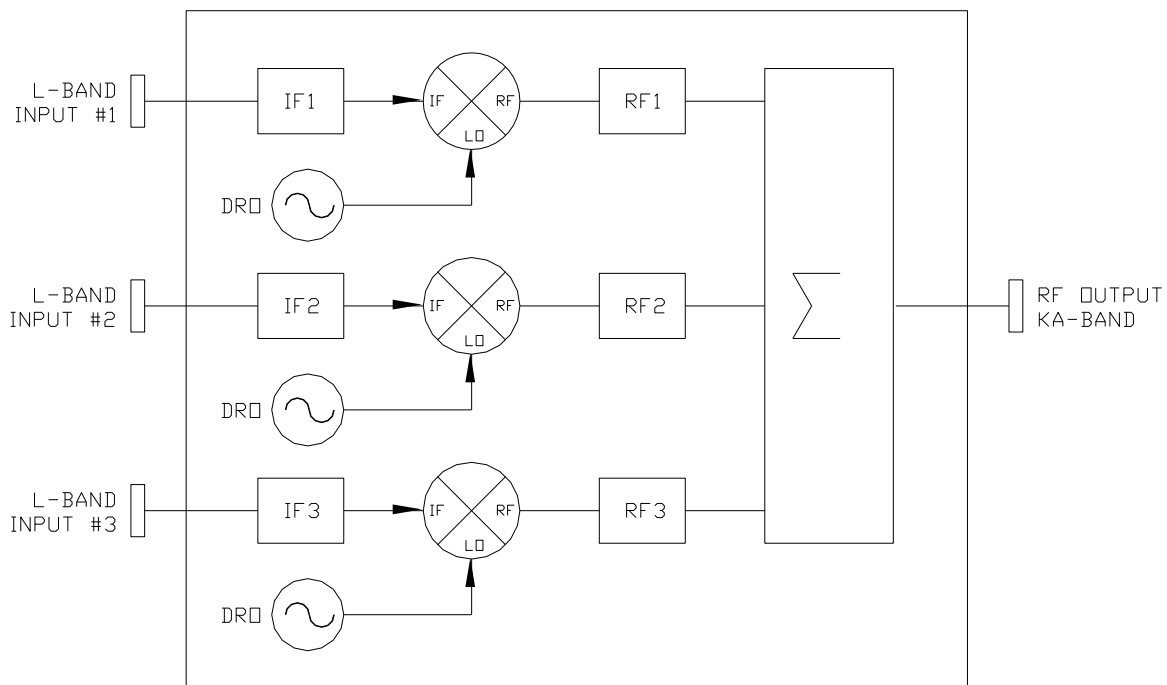 L-BAND
INPUT #1
IF1
IF
RF
LO
RF1
DRO
L-BAND
INPUT #2
IF2
IF
RF
LO
RF2
Σ
RF OUTPUT
KA-BAND
DRO
L-BAND
INPUT #3
IF3
IF
RF
LO
RF3
DRO